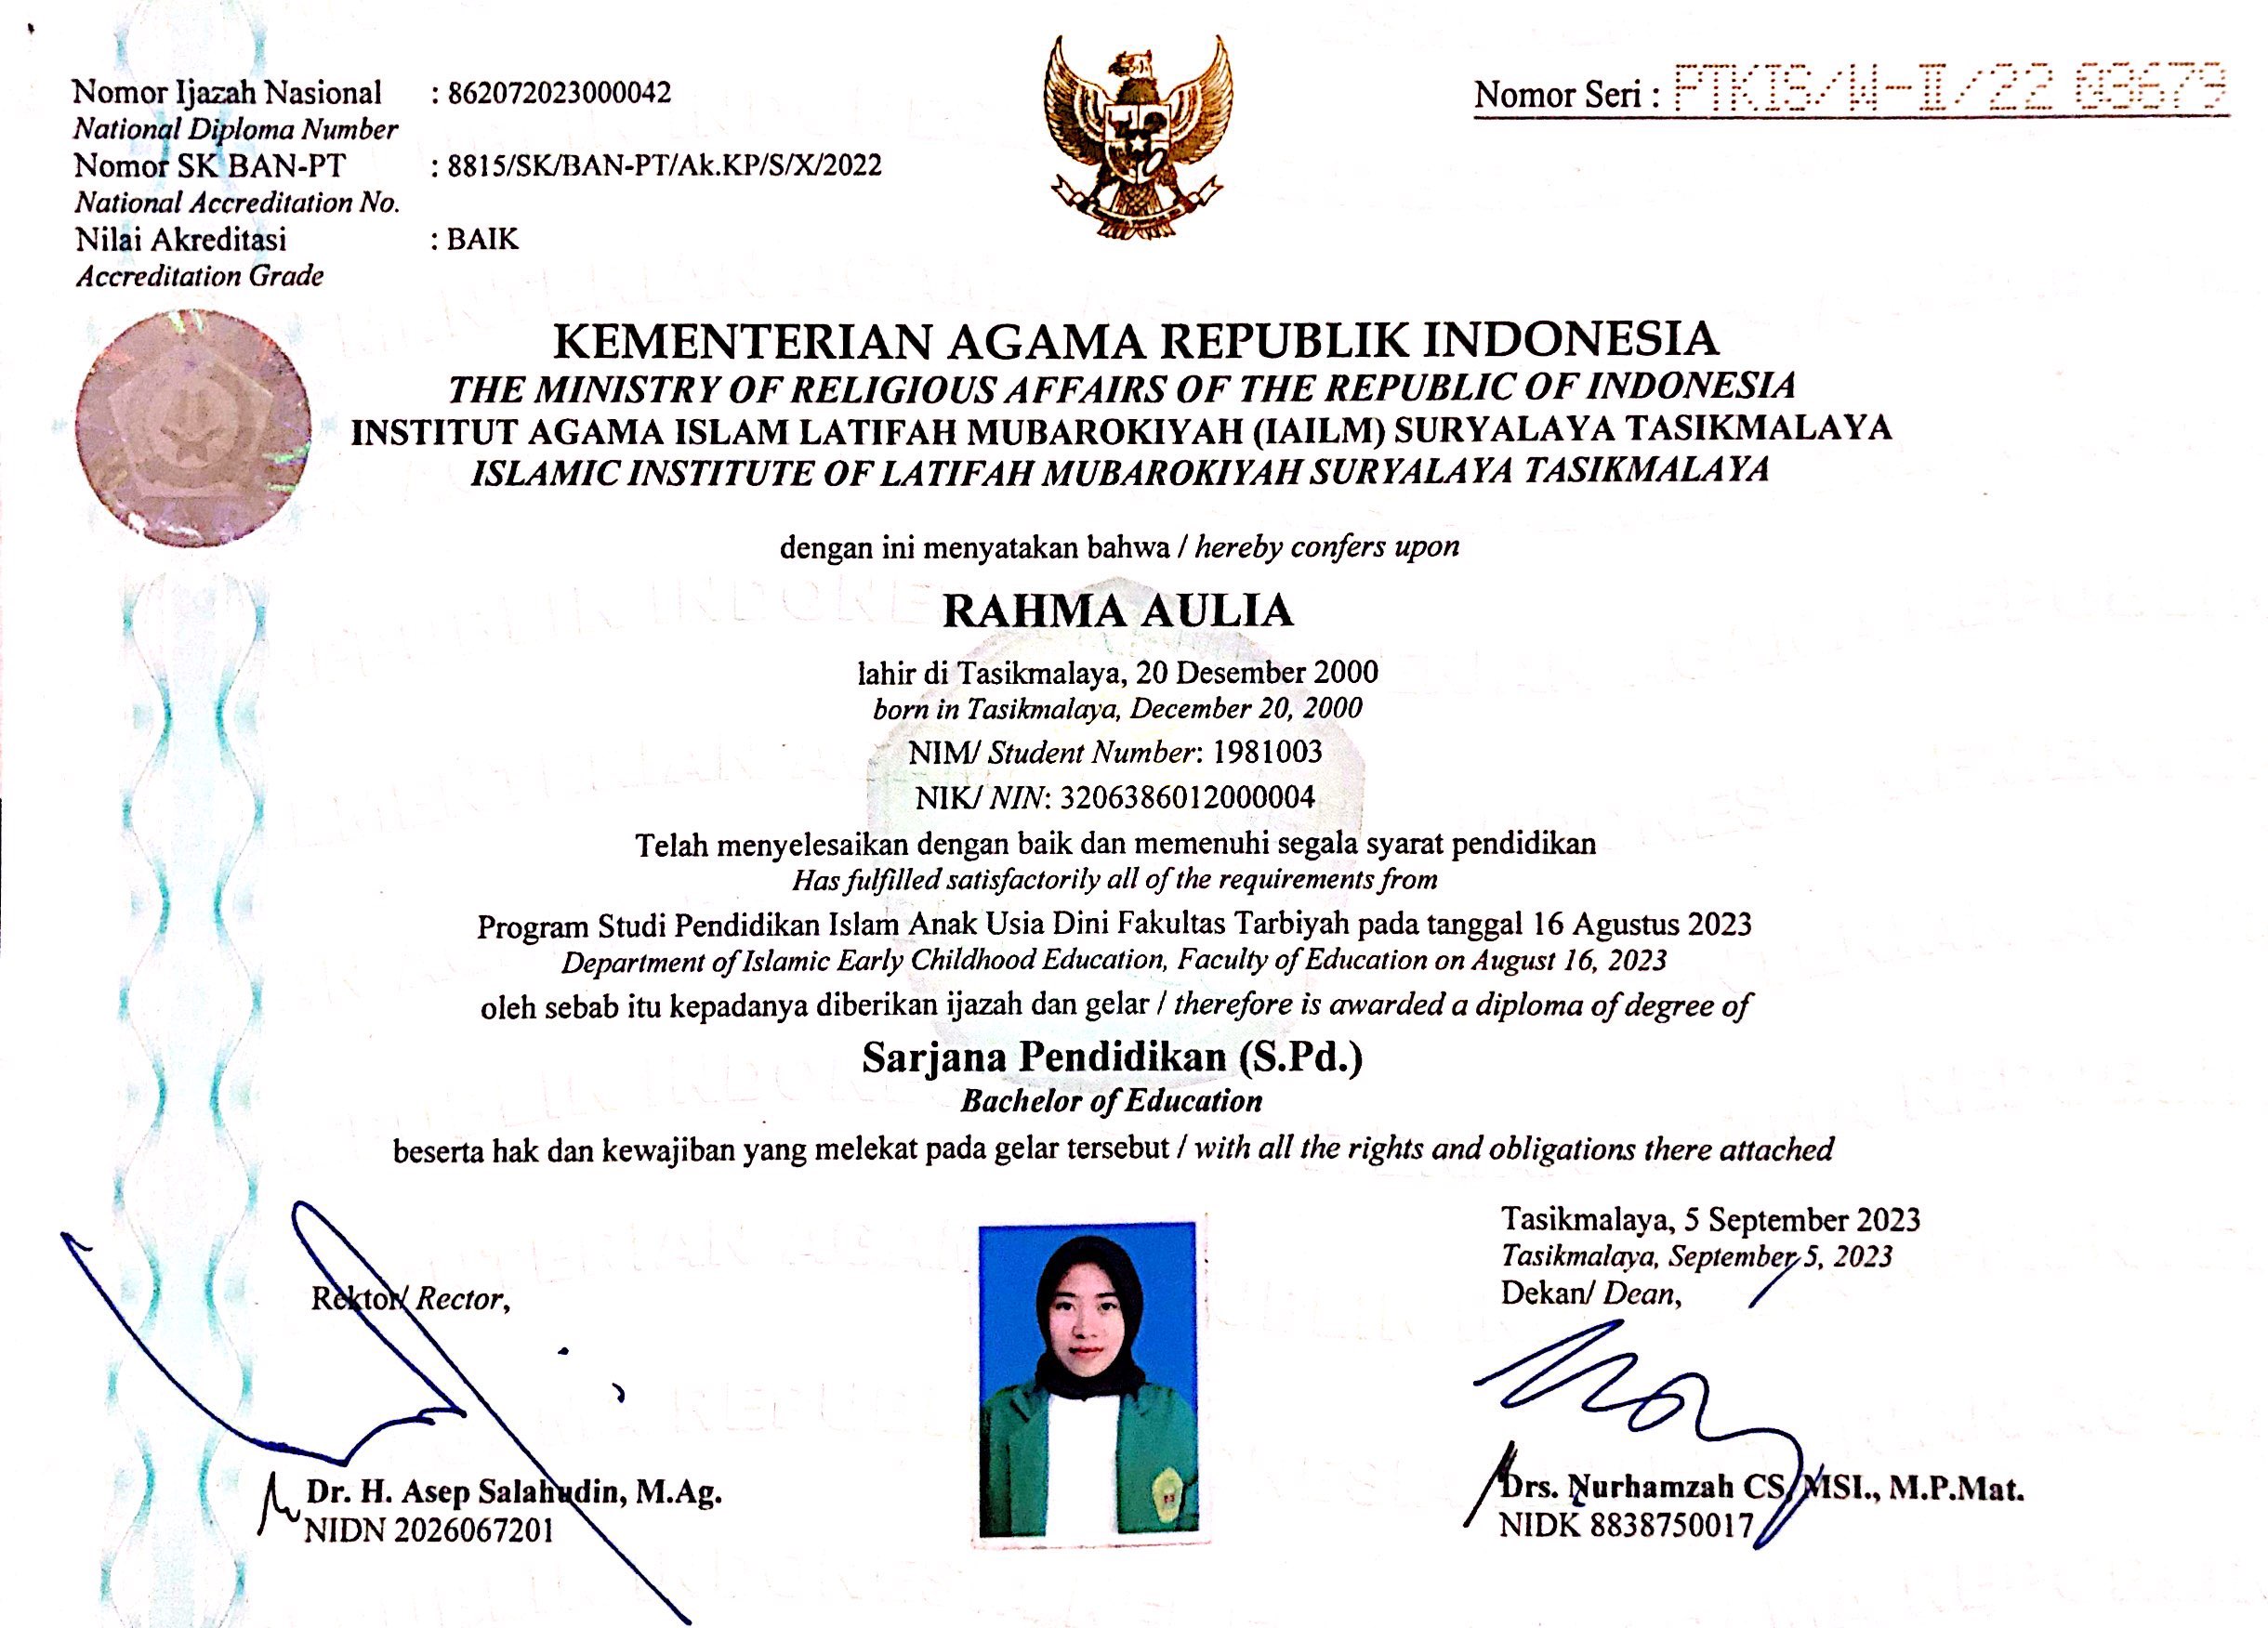 Nomor Ijazah Nasional : 862072023000042
National Diploma Number
Nomor SK BAN-PT : 8815/SK/BAN-PT/Ak.KP/S/X/2022
National Accreditation No.
Nilai Akreditasi : BAIK
Accreditation Grade
Nomor Seri : PTKIS/W-II/22 03679
KEMENTERIAN AGAMA REPUBLIK INDONESIA
THE MINISTRY OF RELIGIOUS AFFAIRS OF THE REPUBLIC OF INDONESIA
INSTITUT AGAMA ISLAM LATIFAH MUBAROKIYAH (IAILM) SURYALAYA TASIKMALAYA
ISLAMIC INSTITUTE OF LATIFAH MUBAROKIYAH SURYALAYA TASIKMALAYA
dengan ini menyatakan bahwa / hereby confers upon
RAHMA AULIA
lahir di Tasikmalaya, 20 Desember 2000
born in Tasikmalaya, December 20, 2000
NIM/ Student Number: 1981003
NIK/ NIN: 3206386012000004
Telah menyelesaikan dengan baik dan memenuhi segala syarat pendidikan
Has fulfilled satisfactorily all of the requirements from
Program Studi Pendidikan Islam Anak Usia Dini Fakultas Tarbiyah pada tanggal 16 Agustus 2023
Department of Islamic Early Childhood Education, Faculty of Education on August 16, 2023
oleh sebab itu kepadanya diberikan ijazah dan gelar / therefore is awarded a diploma of degree of
Sarjana Pendidikan (S.Pd.)
Bachelor of Education
beserta hak dan kewajiban yang melekat pada gelar tersebut / with all the rights and obligations there attached
Tasikmalaya, 5 September 2023
Tasikmalaya, September 5, 2023
Rektor/ Rector,
Dekan/ Dean,
Dr. H. Asep Salahudin, M.Ag.
NIDN 2026067201
Drs. Nurhamzah CS, MSI., M.P.Mat.
NIDK 8838750017